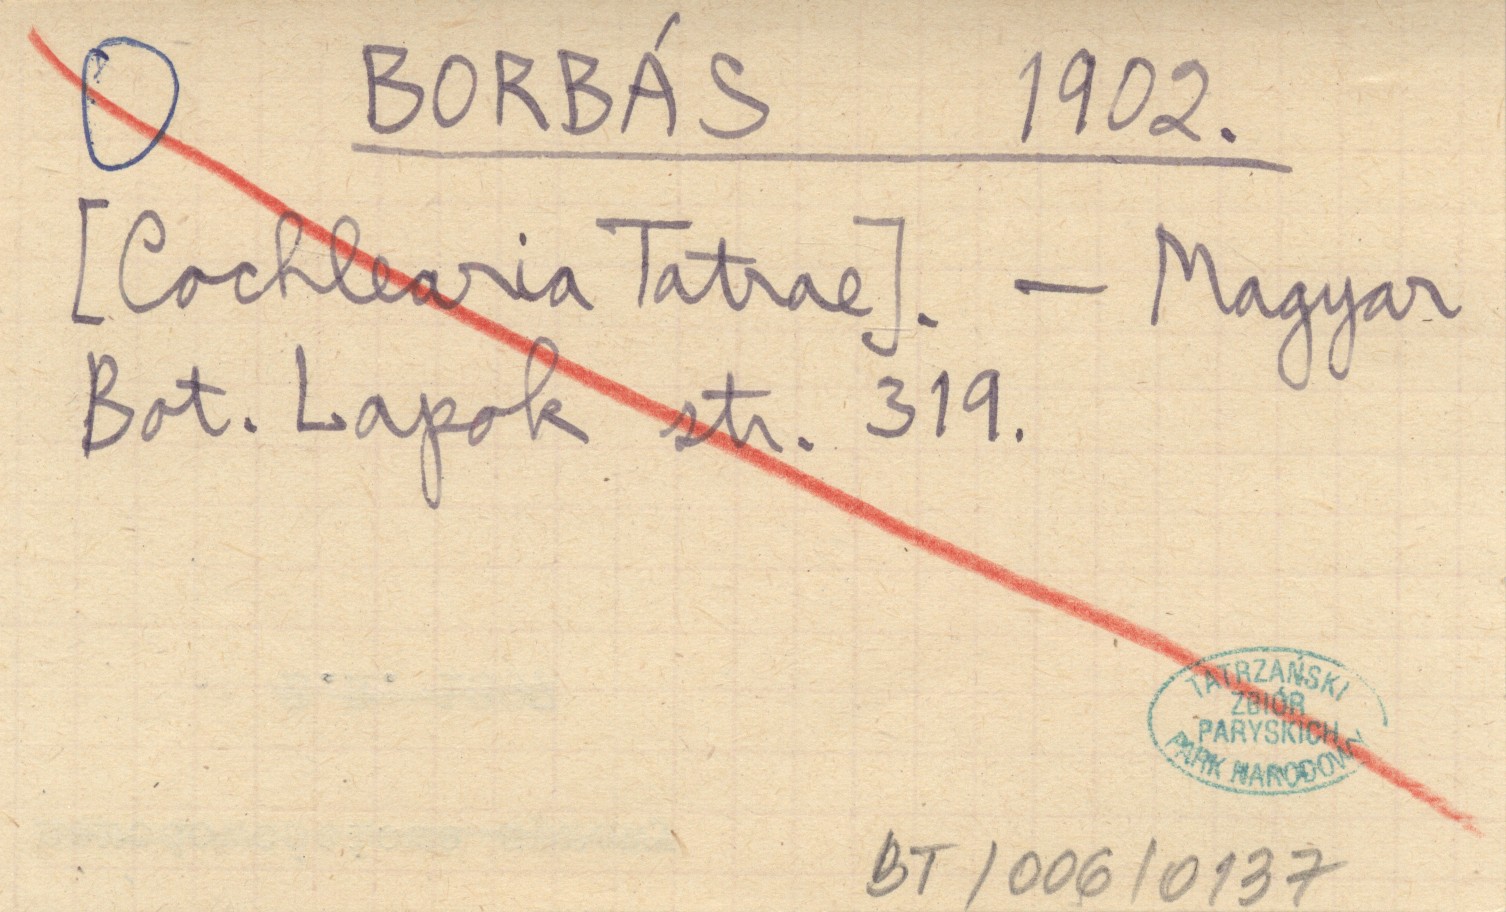 BORBÁS 1902.
[Cochlearia Tatrae]. — Magyar
Bot. Lapok str. 319.
TATRZAŃSKI
ZBIÓR
PARYSKICH
PARK NARODOWY
BT/006/0137